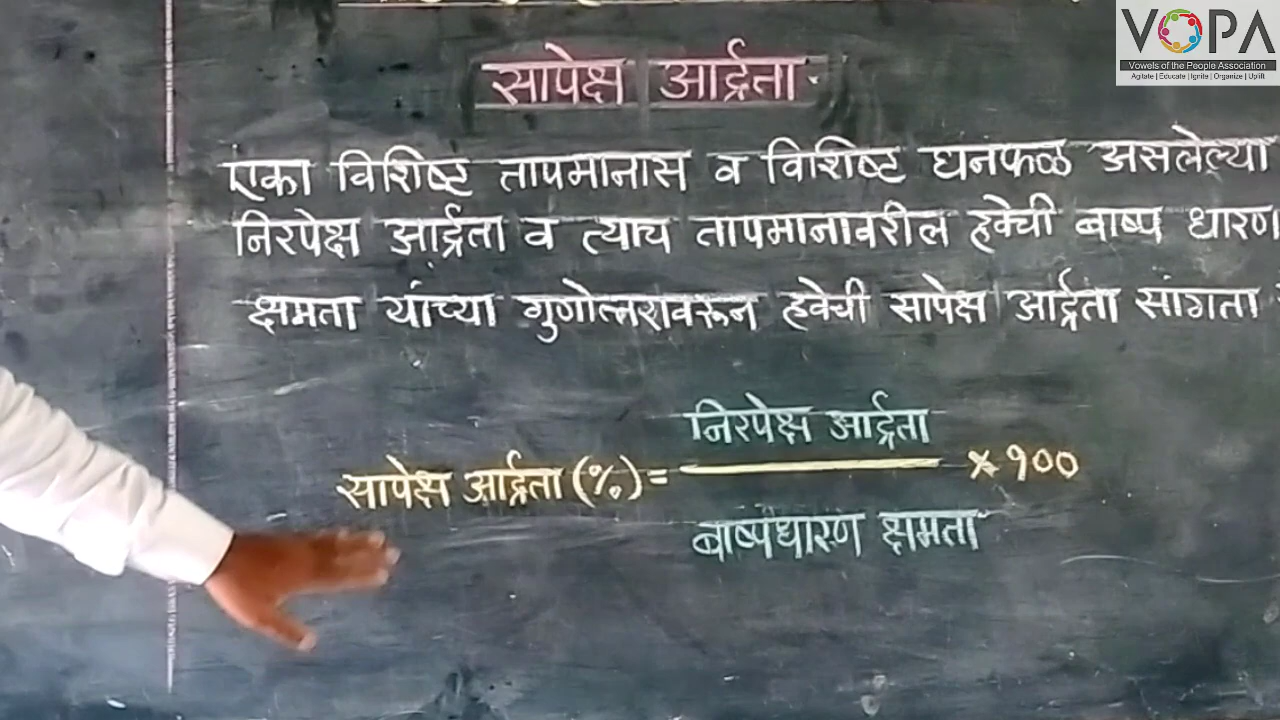 VOPA
Vowels of the People Association
Agitate | Educate | Ignite | Organize | Uplift
सापेक्ष आर्द्रता
एका विशिष्ट तापमानास व विशिष्ट घनफळ असलेल्या
निरपेक्ष आर्द्रता व त्याच तापमानावरील हवेची बाष्प धारण
क्षमता यांच्या गुणोत्तरावरून हवेची सापेक्ष आर्द्रता सांगता
सापेक्ष आर्द्रता (%) = निरपेक्ष आर्द्रता × १००
बाष्पधारण क्षमता